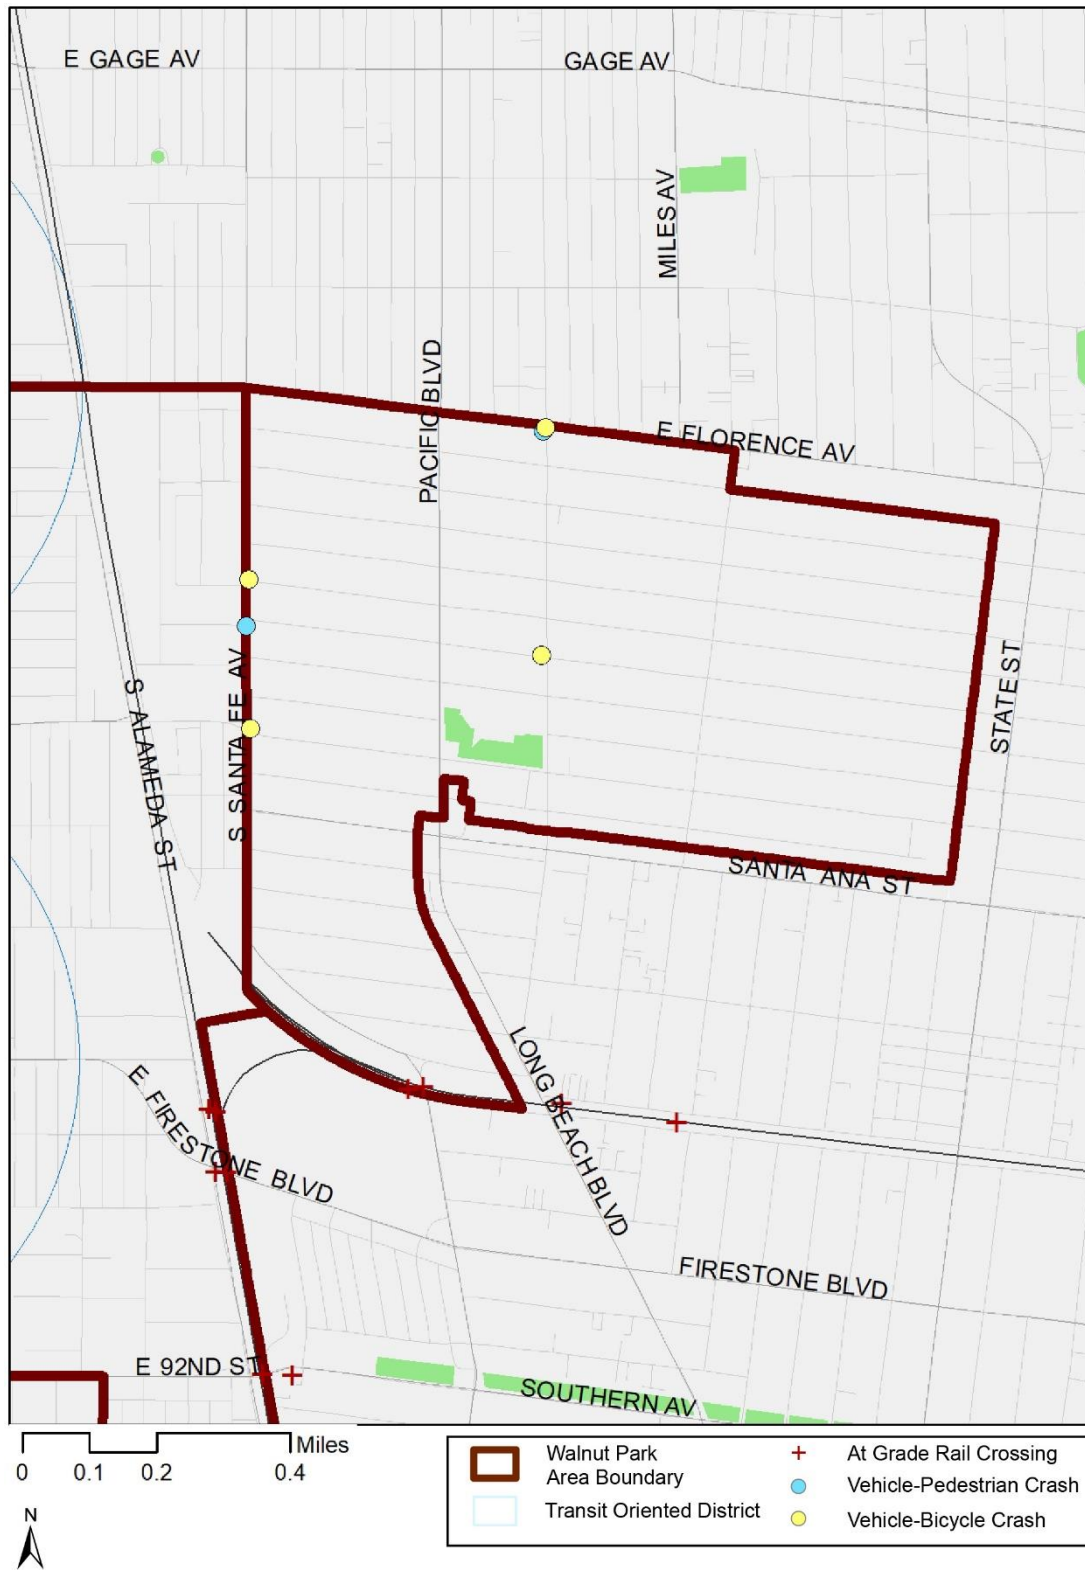 E GAGE AV
GAGE AV
MILES AV
PACIFIC BLVD
E FLORENCE AV
S SANTA FE AV
S ALAMEDA ST
STATE ST
SANTA ANA ST
LONG BEACH BLVD
E FIRESTONE BLVD
FIRESTONE BLVD
E 92ND ST
SOUTHERN AV
Miles
0 0.1 0.2 0.4
N
Walnut Park
Area Boundary
Transit Oriented District
At Grade Rail Crossing
Vehicle-Pedestrian Crash
Vehicle-Bicycle Crash